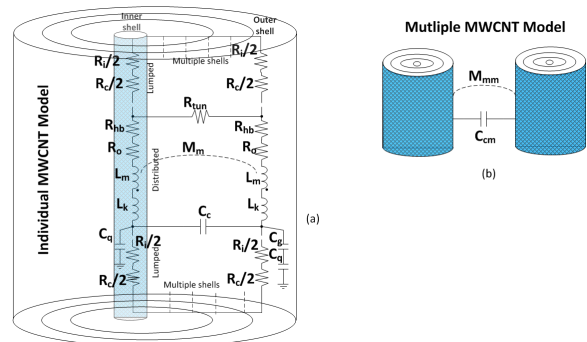 Inner
shell
Outer
shell
Individual MWCNT Model
Multiple shells
Lumped
Ri/2
Ri/2
Rc/2
Rc/2
Rtun
Rhb
Rhb
Ro
Ro
Distributed
Mm
Lm
Lm
Lk
Lk
Cc
Cq
Ri/2
Ri/2
Cg
Cq
Lumped
Rc/2
Rc/2
Multiple shells
(a)
Mutliple MWCNT Model
Mmm
Ccm
(b)